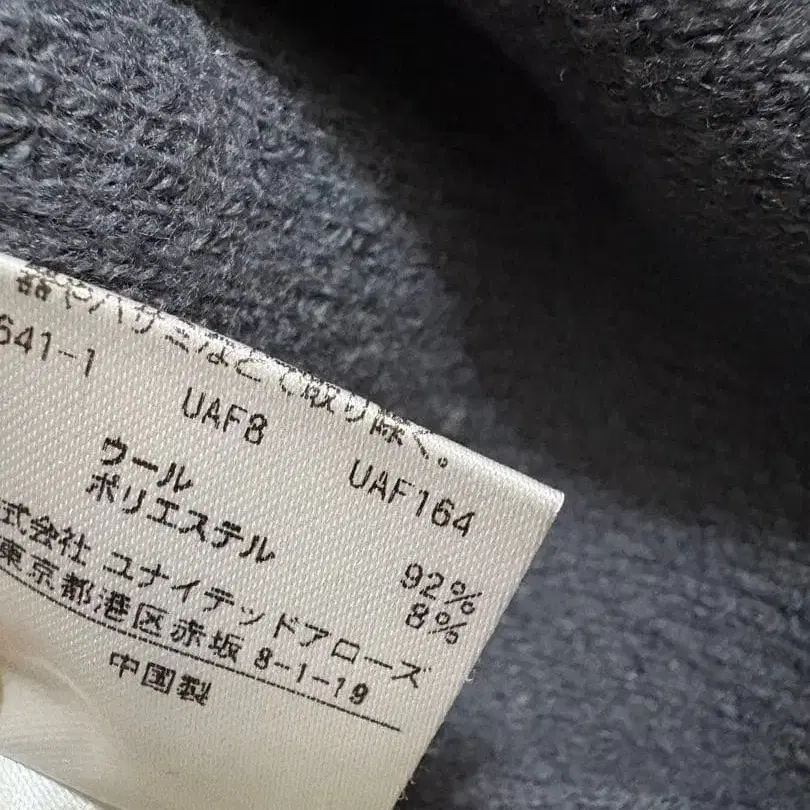 器やハサミなどで取り除く。
641-1 UAF8 UAF164
ウール 92%
ポリエステル 8%
式会社 ユナイテッドアローズ
東京都港区赤坂 8-1-19
中国製